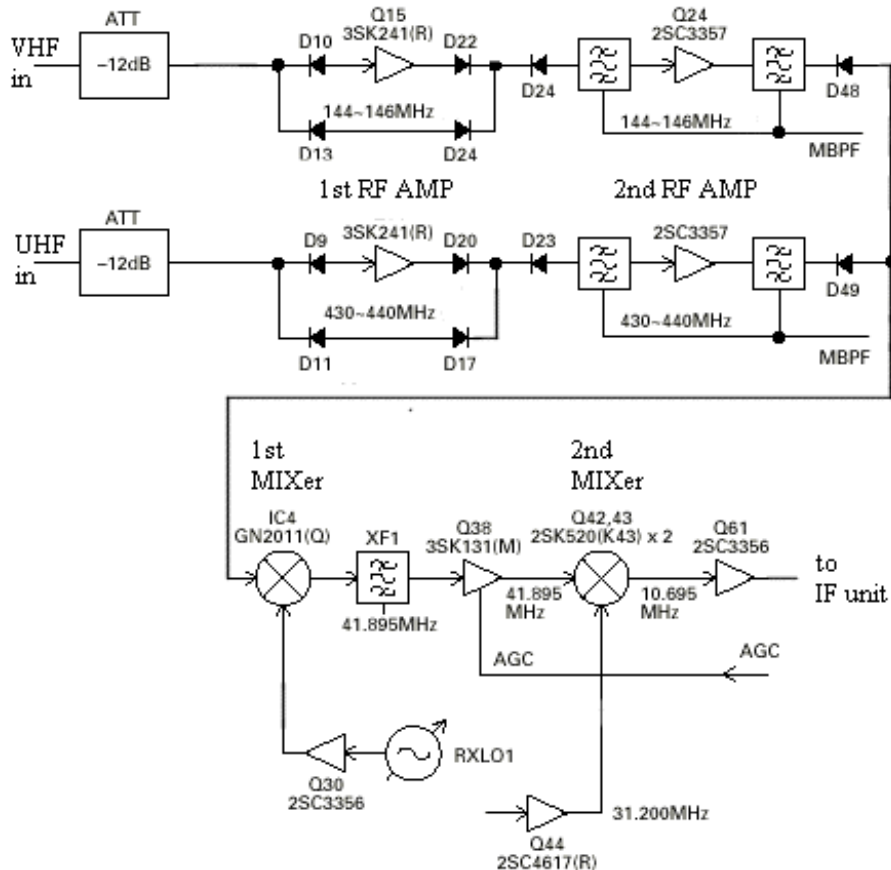 ATT
VHF
in
-12dB
D10
Q15
3SK241(R)
D22
D24
Q24
2SC3357
D48
144~146MHz
D13
D24
144~146MHz
MBPF
1st RF AMP
2nd RF AMP
ATT
UHF
in
-12dB
D9
3SK241(R)
D20
D23
2SC3357
D49
430~440MHz
D11
D17
430~440MHz
MBPF
1st
MIXer
2nd
MIXer
IC4
GN2011(Q)
XF1
Q38
3SK131(M)
Q42,43
2SK520(K43) x 2
Q61
2SC3356
to
IF unit
41.895MHz
41.895
MHz
10.695
MHz
AGC
AGC
RXLO1
Q30
2SC3356
31.200MHz
Q44
2SC4617(R)